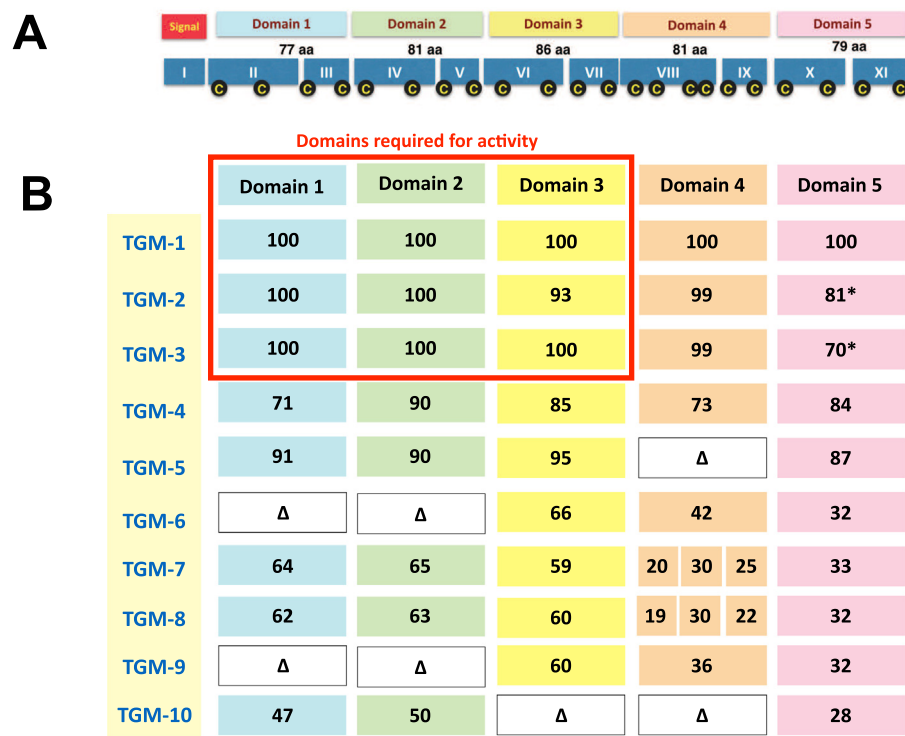 A
Signal Domain 1 Domain 2 Domain 3 Domain 4 Domain 5
77 aa 81 aa 86 aa 81 aa 79 aa
I II III IV V VI VII VIII IX X XI
C C C C C C C C C C C C C C C C C C C C
Domains required for activity
B
Domain 1 Domain 2 Domain 3 Domain 4 Domain 5
TGM-1 100 100 100 100 100
TGM-2 100 100 93 99 81*
TGM-3 100 100 100 99 70*
TGM-4 71 90 85 73 84
TGM-5 91 90 95 Δ 87
TGM-6 Δ Δ 66 42 32
TGM-7 64 65 59 20 30 25 33
TGM-8 62 63 60 19 30 22 32
TGM-9 Δ Δ 60 36 32
TGM-10 47 50 Δ Δ 28